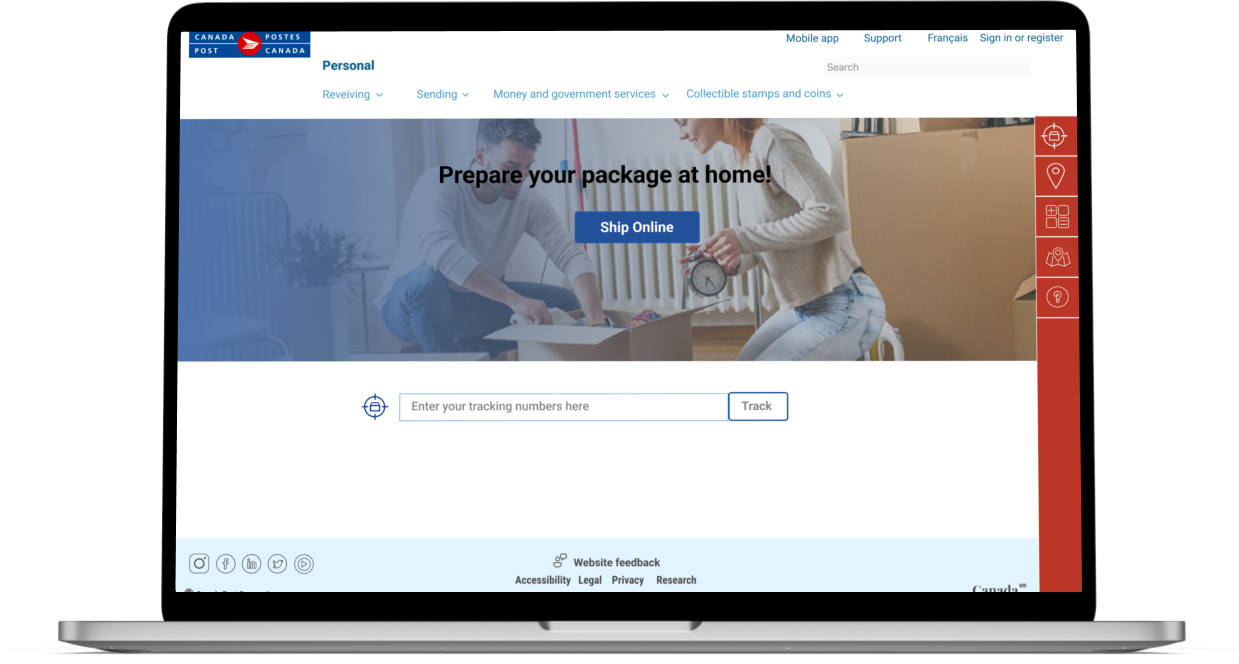 CANADA POSTES
POST CANADA
Mobile app Support Français Sign in or register
Personal
Search
Reveiving Sending Money and government services Collectible stamps and coins
Prepare your package at home!
Ship Online
Enter your tracking numbers here Track
Website feedback
Accessibility Legal Privacy Research
Canada